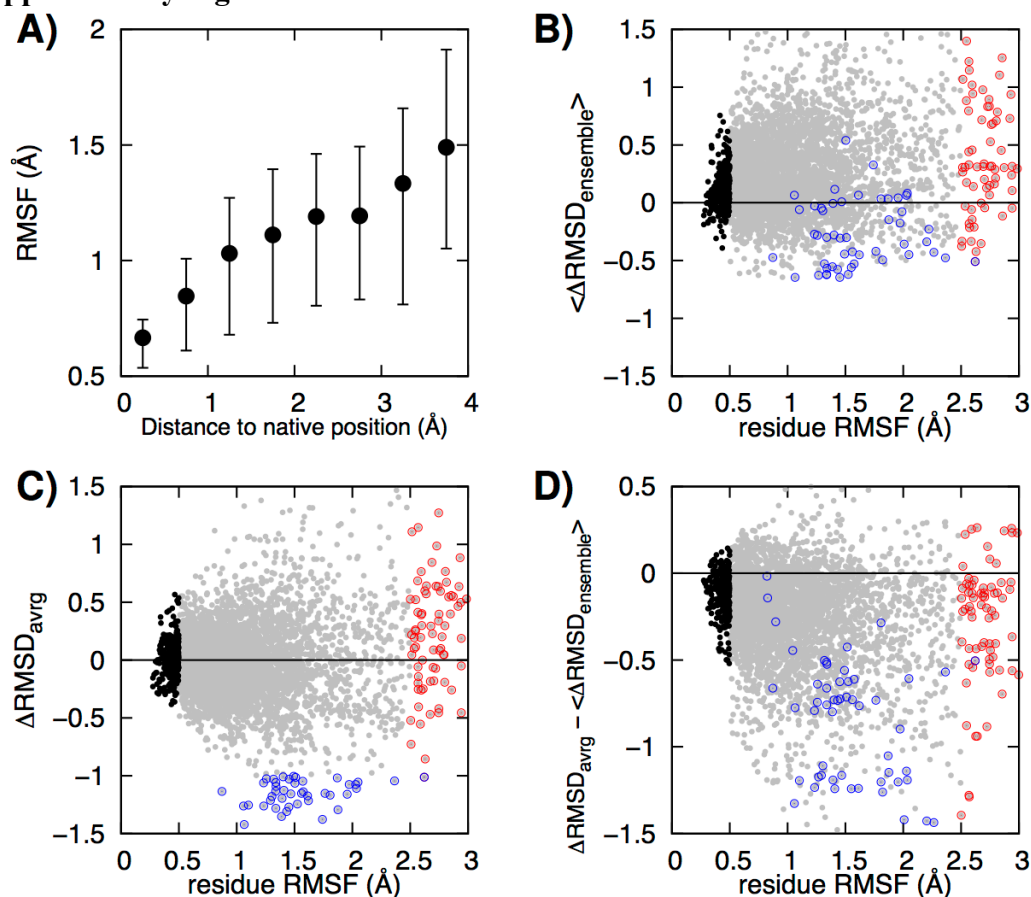 A)
2
1.5
1
0.5
RMSF (Å)
0 1 2 3 4
Distance to native position (Å)
B)
1.5
1
0.5
0
−0.5
−1
−1.5
<ΔRMSD_ensemble>
0 0.5 1 1.5 2 2.5 3
residue RMSF (Å)
C)
1.5
1
0.5
0
−0.5
−1
−1.5
ΔRMSD_avrg
0 0.5 1 1.5 2 2.5 3
residue RMSF (Å)
D)
0.5
0
−0.5
−1
−1.5
ΔRMSD_avrg − <ΔRMSD_ensemble>
0 0.5 1 1.5 2 2.5 3
residue RMSF (Å)